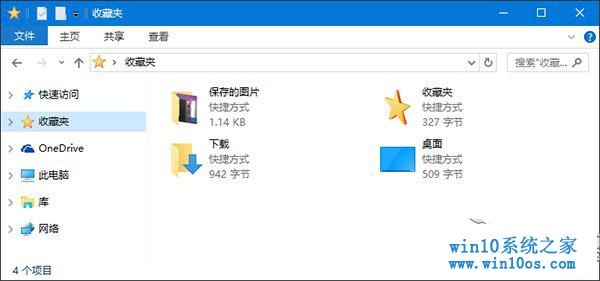 收藏夹
文件 主页 共享 查看
收藏夹
搜索"收藏...
快速访问
收藏夹
OneDrive
此电脑
库
网络
保存的图片
快捷方式
1.14 KB
收藏夹
快捷方式
327 字节
下载
快捷方式
942 字节
桌面
快捷方式
509 字节
4 个项目
win10系统之家
www.win10os.com